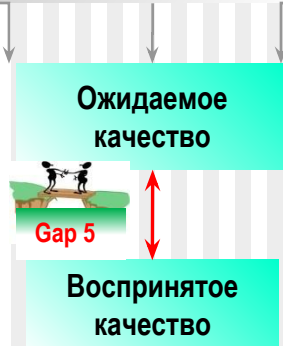 Ожидаемое
качество
Gap 5
Воспринятое
качество